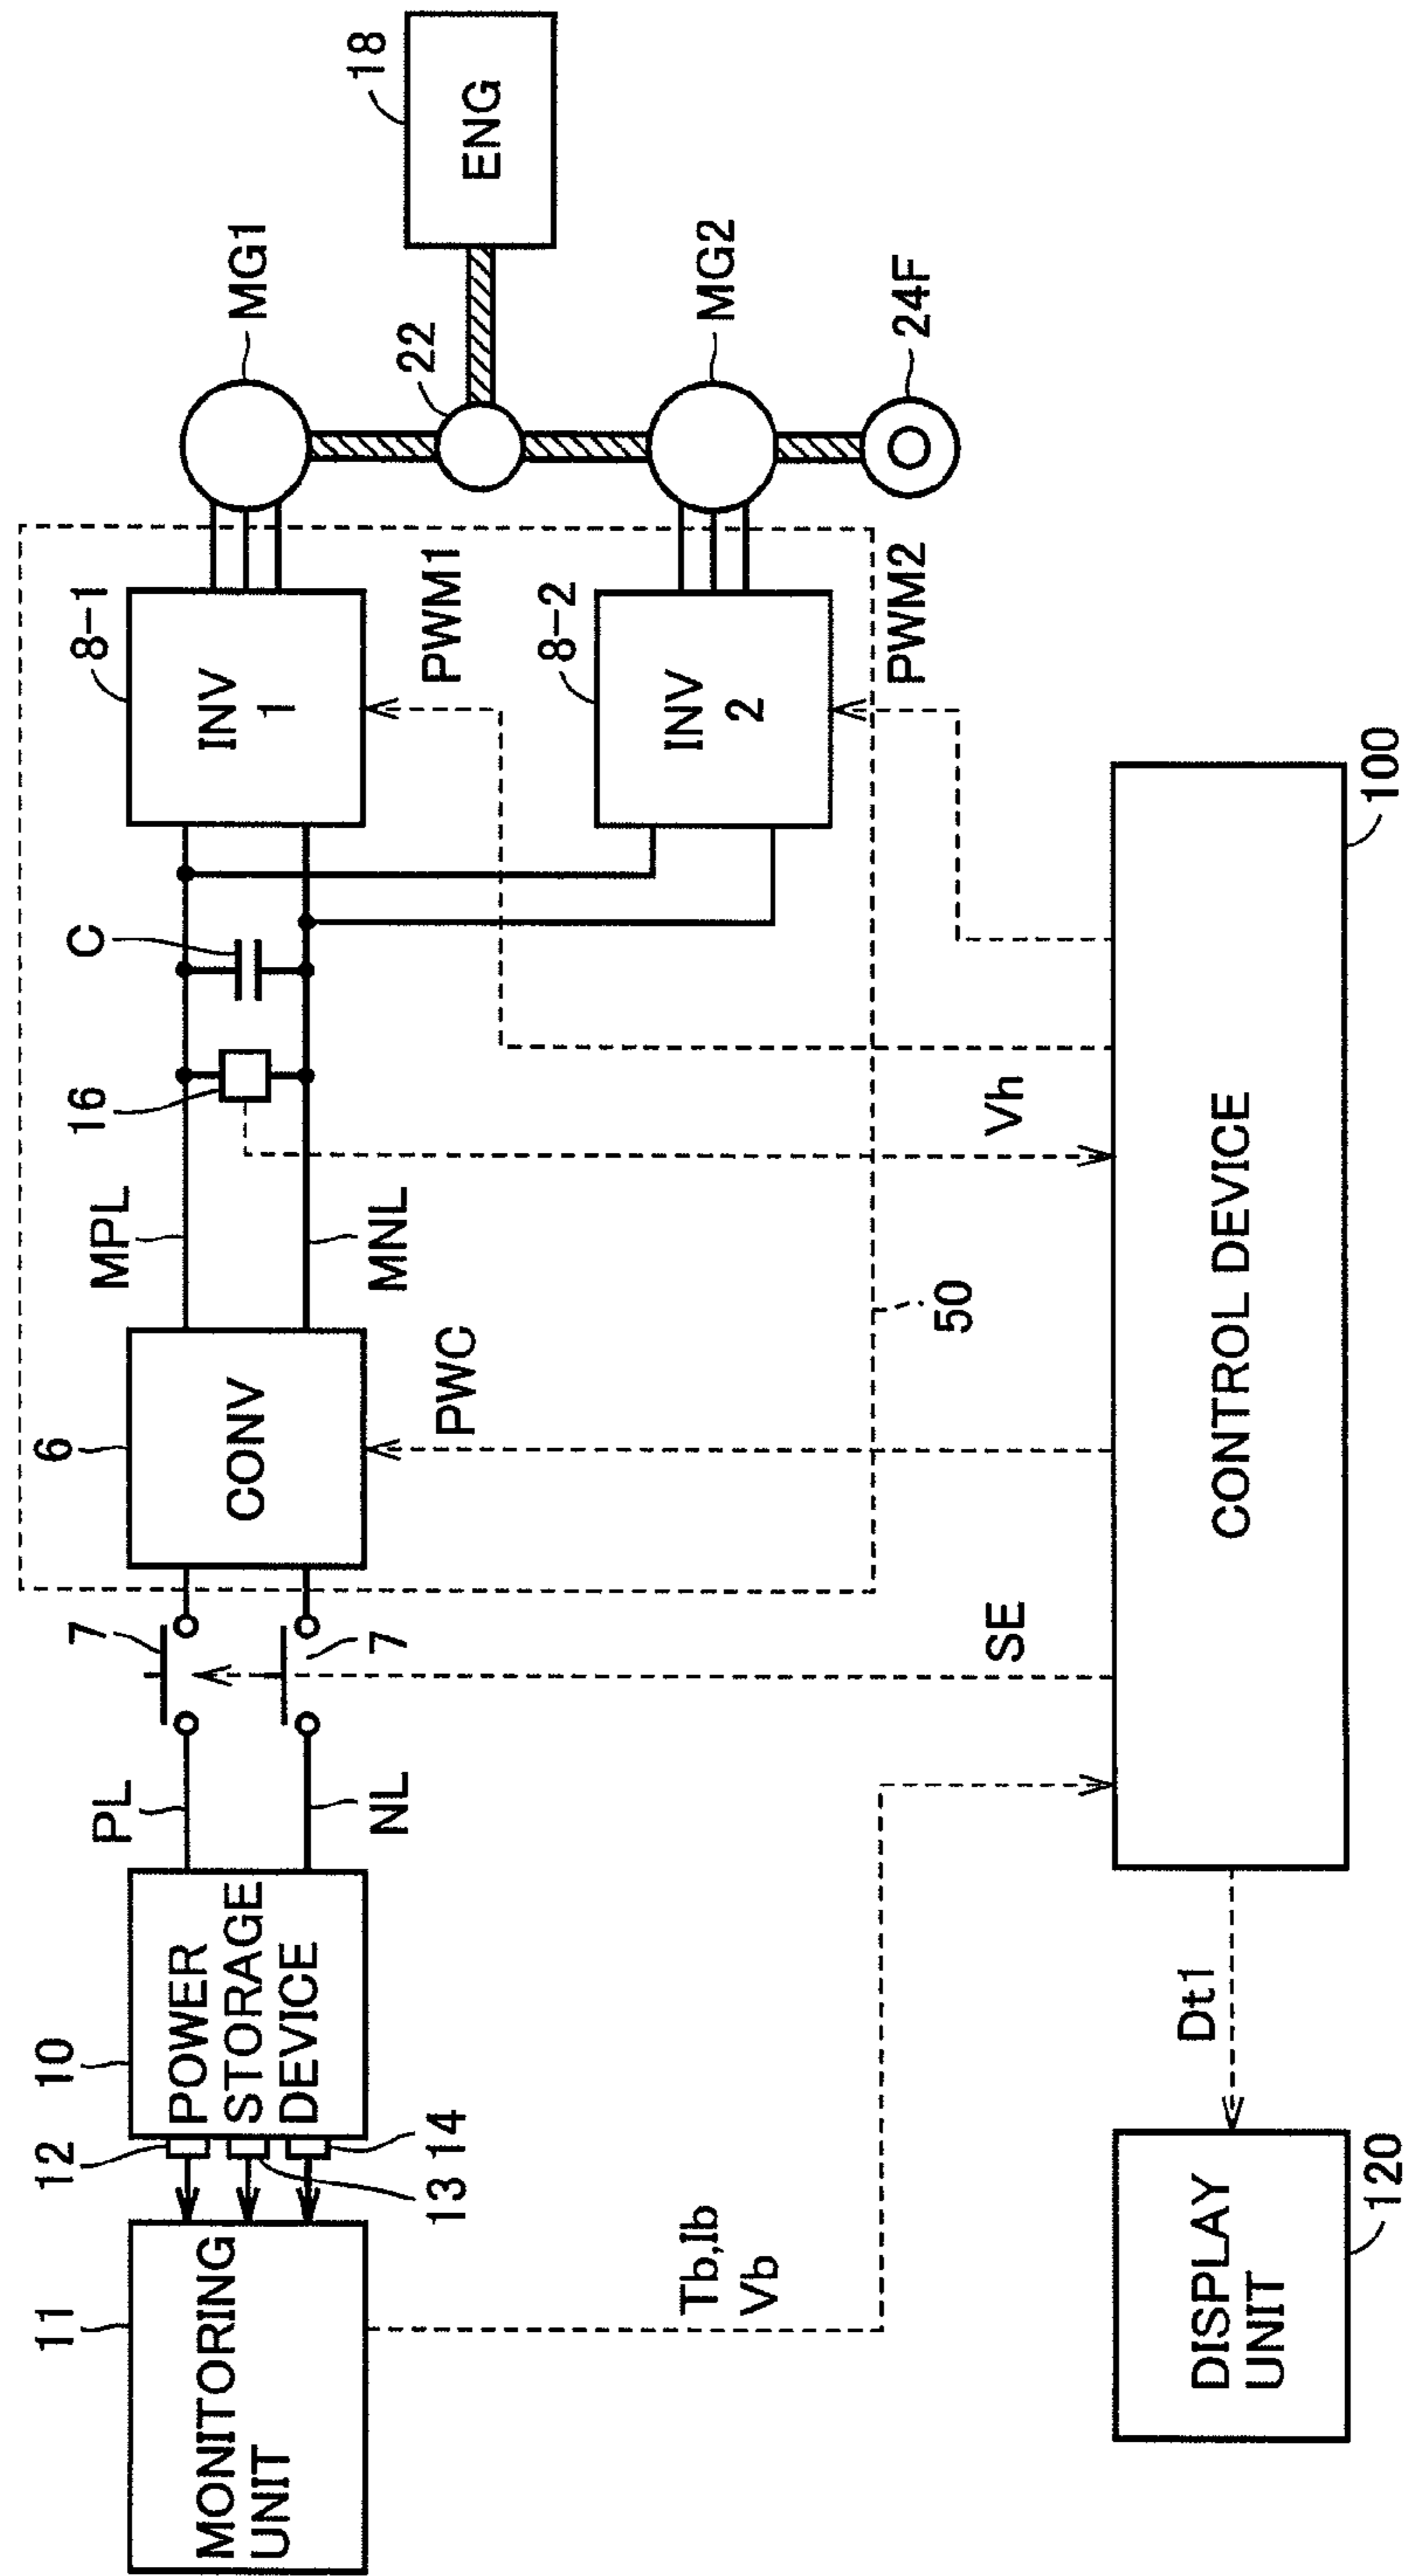 11
MONITORING
UNIT
12
13
14
10
POWER
STORAGE
DEVICE
PL
NL
7
7
6
CONV
PWC
MPL
MNL
16
C
8-1
INV
1
PWM1
8-2
INV
2
PWM2
MG1
22
18
ENG
MG2
24F
50
Tb,Ib
Vb
SE
Vh
CONTROL DEVICE
100
Dt1
DISPLAY
UNIT
120